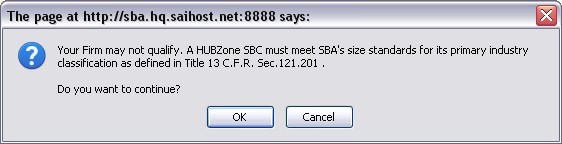 The page at http://sba.hq.saihost.net:8888 says:
Your Firm may not qualify. A HUBZone SBC must meet SBA's size standards for its primary industry
classification as defined in Title 13 C.F.R. Sec.121.201 .
Do you want to continue?
OK
Cancel